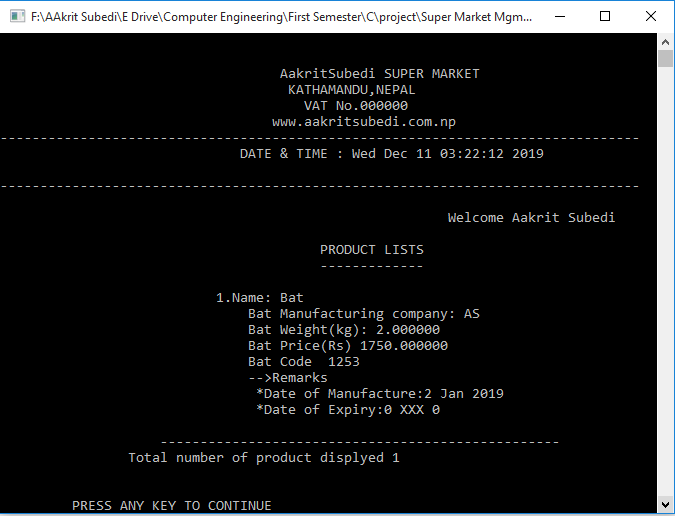 F:\AAkrit Subedi\E Drive\Computer Engineering\First Semester\C\project\Super Market Mgm...
AakritSubedi SUPER MARKET
KATHAMANDU,NEPAL
VAT No.000000
www.aakritsubedi.com.np
--------------------------------------------------------------------------------
DATE & TIME : Wed Dec 11 03:22:12 2019
--------------------------------------------------------------------------------
Welcome Aakrit Subedi
PRODUCT LISTS
-------------
1.Name: Bat
Bat Manufacturing company: AS
Bat Weight(kg): 2.000000
Bat Price(Rs) 1750.000000
Bat Code  1253
-->Remarks
*Date of Manufacture:2 Jan 2019
*Date of Expiry:0 XXX 0
--------------------------------------------------
Total number of product displyed 1
PRESS ANY KEY TO CONTINUE